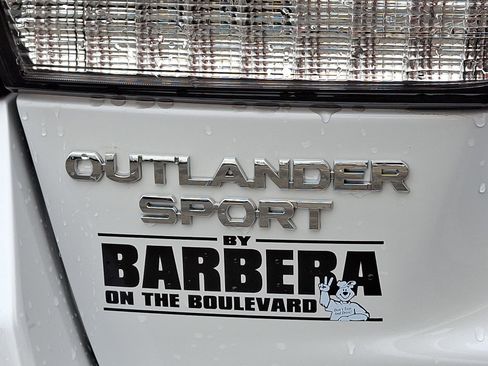 OUTLANDER
SPORT
BY
BARBERA
ON THE BOULEVARD